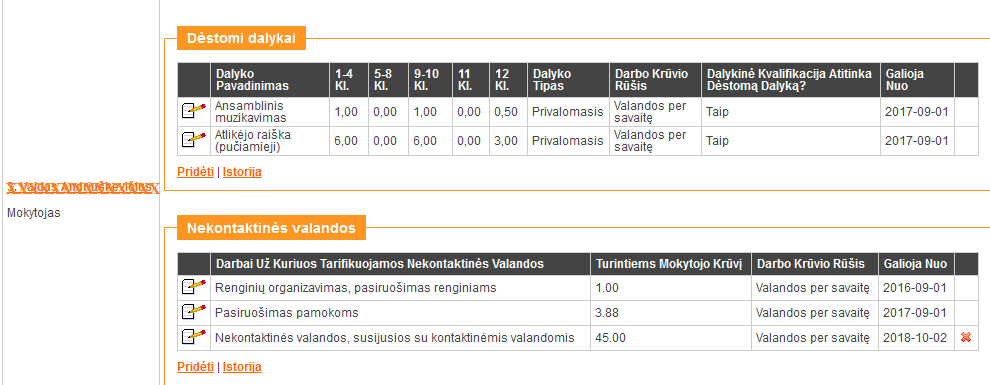 Dėstomi dalykai
Dalyko Pavadinimas 1-4 Kl. 5-8 Kl. 9-10 Kl. 11 Kl. 12 Kl. Dalyko Tipas Darbo Krūvio Rūšis Dalykinė Kvalifikacija Atitinka Dėstomą Dalyką? Galioja Nuo
Ansamblinis muzikavimas 1,00 0,00 1,00 0,00 0,50 Privalomasis Valandos per savaitę Taip 2017-09-01
Atlikėjo raiška (pučiamieji) 6,00 0,00 6,00 0,00 3,00 Privalomasis Valandos per savaitę Taip 2017-09-01
Pridėti | Istorija
Mokytojas
Nekontaktinės valandos
Darbai Už Kuriuos Tarifikuojamos Nekontaktinės Valandos Turintiems Mokytojo Krūvį Darbo Krūvio Rūšis Galioja Nuo
Renginių organizavimas, pasiruošimas renginiams 1.00 Valandos per savaitę 2016-09-01
Pasiruošimas pamokoms 3.88 Valandos per savaitę 2017-09-01
Nekontaktinės valandos, susijusios su kontaktinėmis valandomis 45.00 Valandos per savaitę 2018-10-02
Pridėti | Istorija